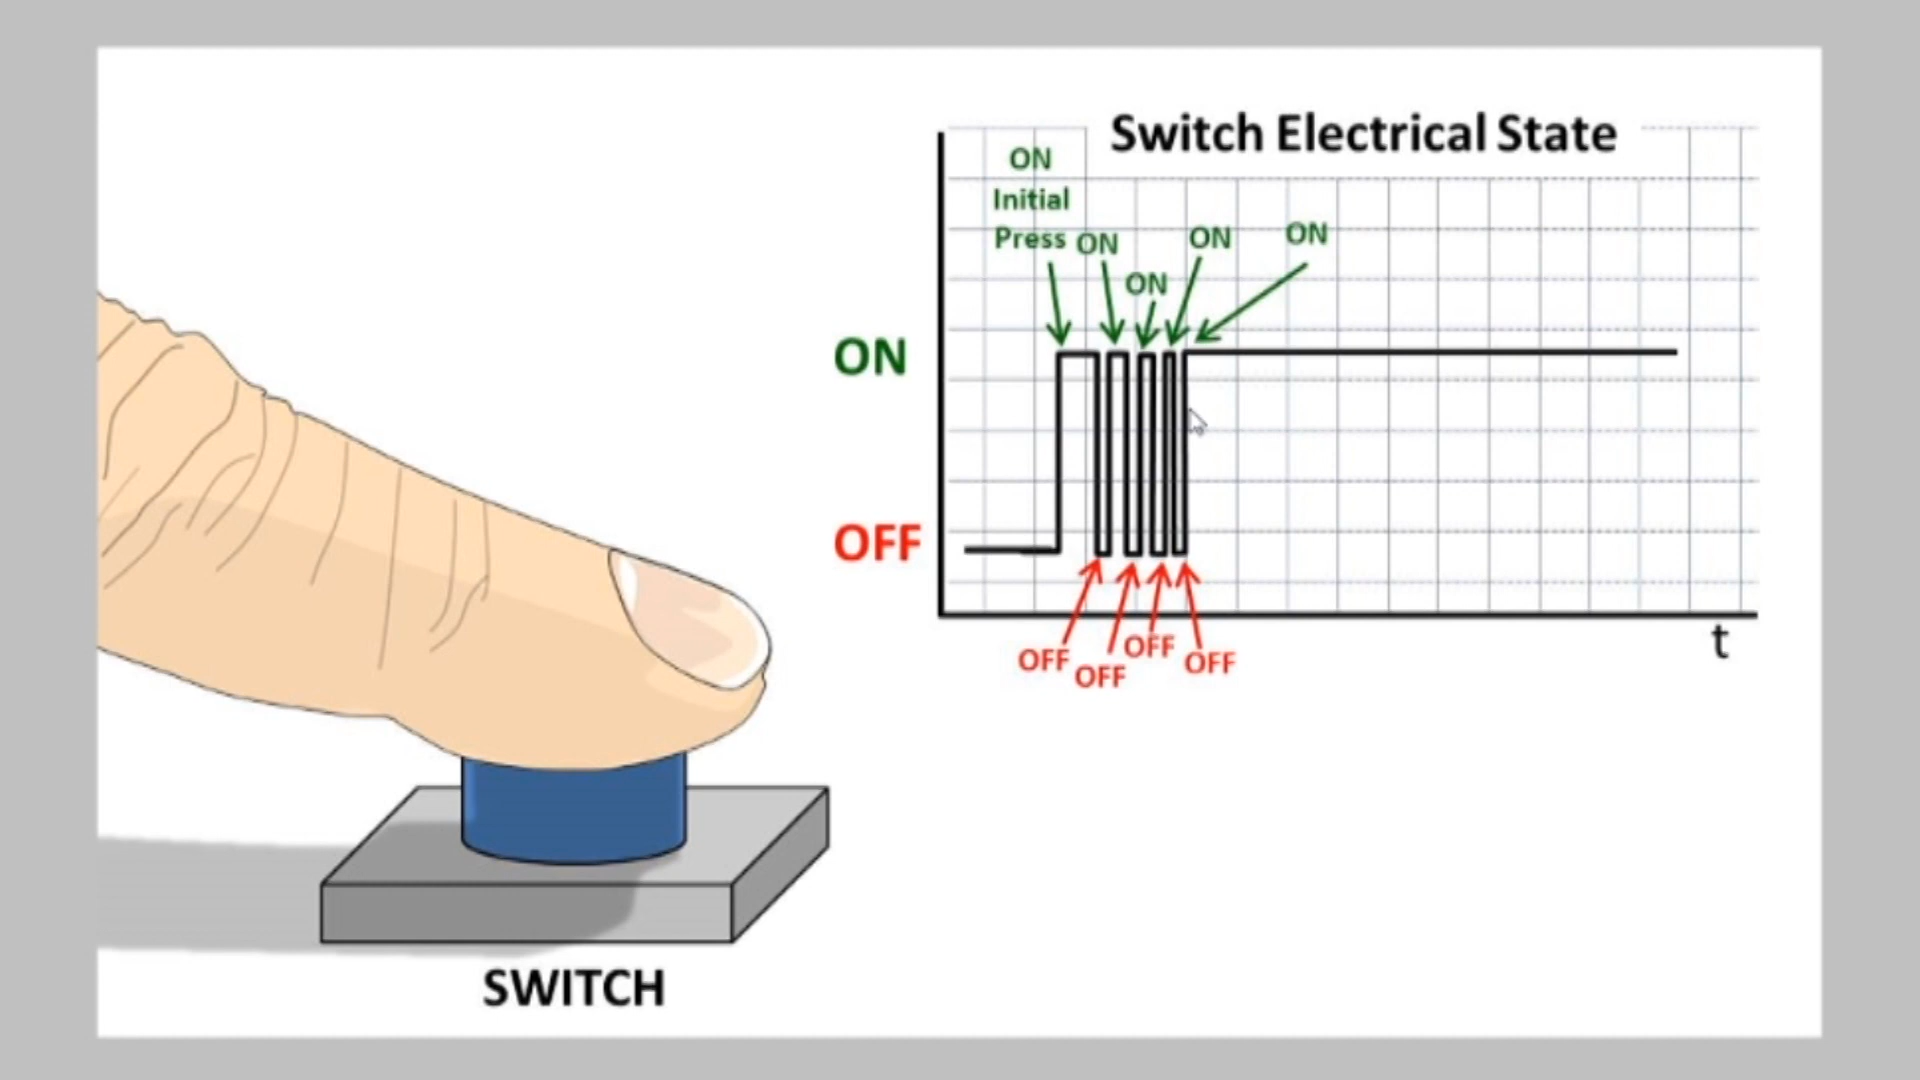 Switch Electrical State
ON
Initial
Press
ON
ON
ON
ON
ON
OFF
t
OFF
OFF
OFF
OFF
SWITCH